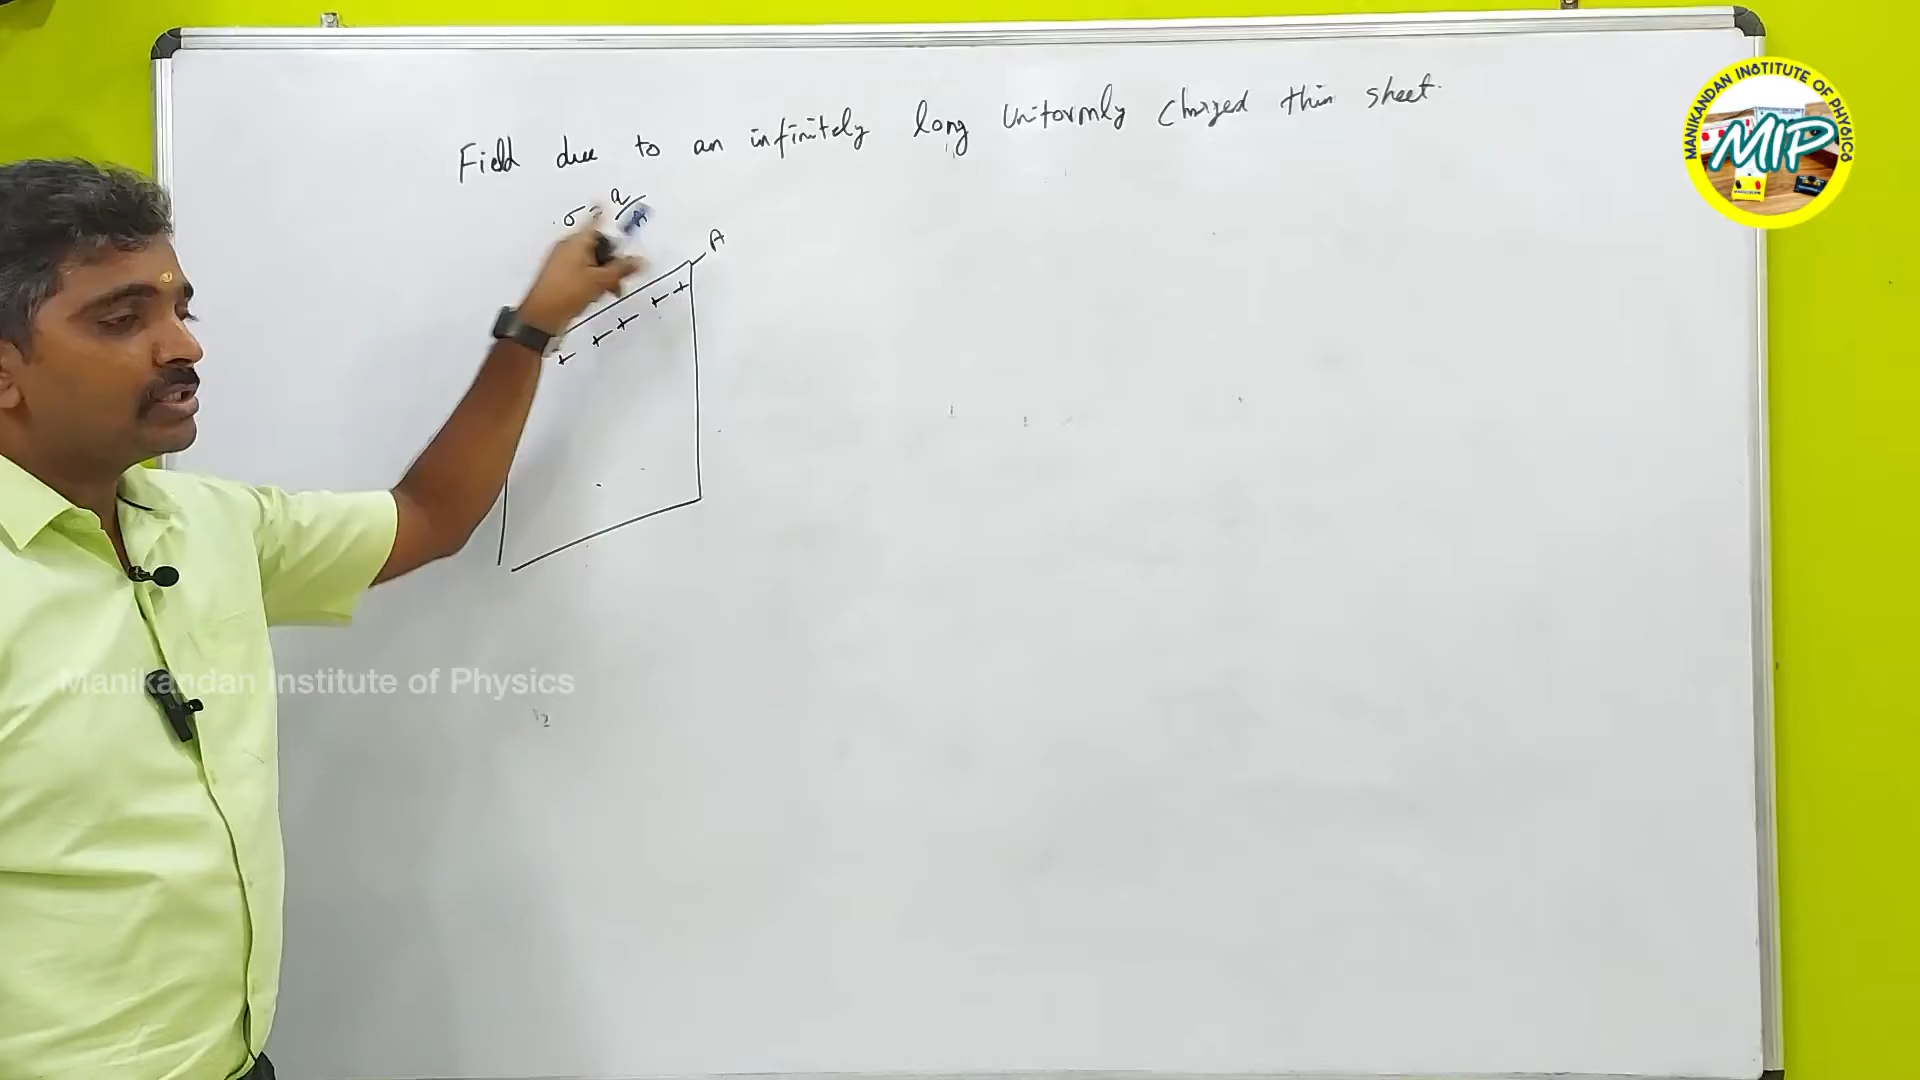 Field due to an infinitely long Uniformly charged thin sheet.
σ = q/A
A
+ + + + +
MANIKANDAN INSTITUTE OF PHYSICS
MIP
Manikandan Institute of Physics
2